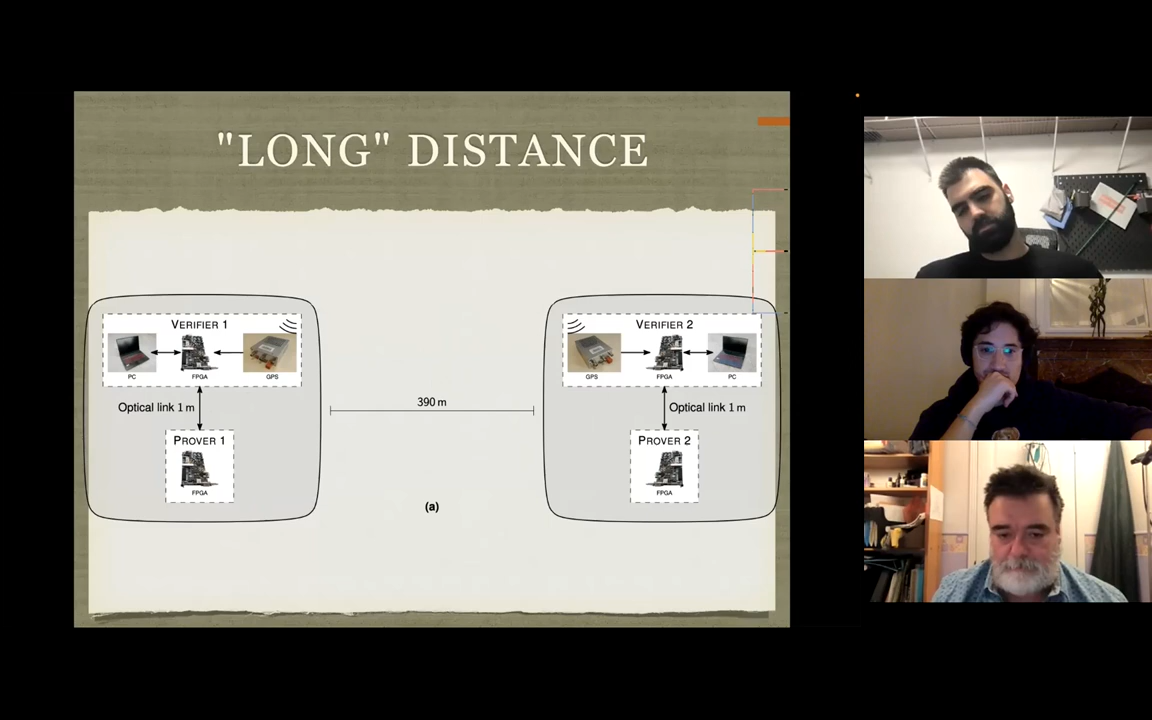 "LONG" DISTANCE
VERIFIER 1
PC
FPGA
GPS
Optical link 1 m
PROVER 1
FPGA
390 m
(a)
VERIFIER 2
GPS
FPGA
PC
Optical link 1 m
PROVER 2
FPGA